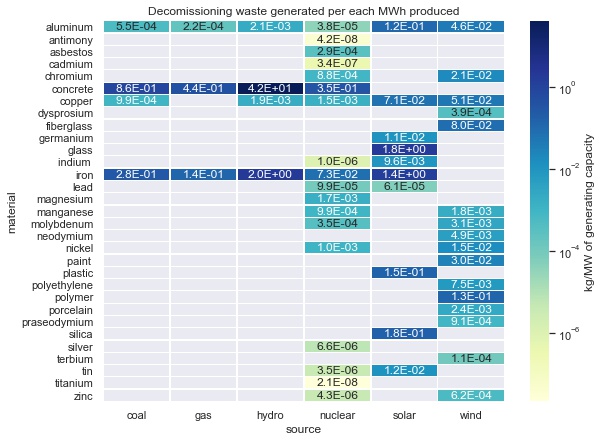 Decomissioning waste generated per each MWh produced
aluminum 5.5E-04 2.2E-04 2.1E-03 3.8E-05 1.2E-01 4.6E-02
antimony 4.2E-08
asbestos 2.9E-04
cadmium 3.4E-07
chromium 8.8E-04 2.1E-02
concrete 8.6E-01 4.4E-01 4.2E+01 3.5E-01
copper 9.9E-04 1.9E-03 1.5E-03 7.1E-02 5.1E-02
dysprosium 3.9E-04
fiberglass 8.0E-02
germanium 1.1E-02
glass 1.8E+00
indium 1.0E-06 9.6E-03
iron 2.8E-01 1.4E-01 2.0E+00 7.3E-02 1.4E+00
lead 9.9E-05 6.1E-05
magnesium 1.7E-03
manganese 9.9E-04 1.8E-03
molybdenum 3.5E-04 3.1E-03
neodymium 4.9E-03
nickel 1.0E-03 1.5E-02
paint 3.0E-02
plastic 1.5E-01
polyethylene 7.5E-03
polymer 1.3E-01
porcelain 2.4E-03
praseodymium 9.1E-04
silica 1.8E-01
silver 6.6E-06
terbium 1.1E-04
tin 3.5E-06 1.2E-02
titanium 2.1E-08
zinc 4.3E-06 6.2E-04
coal gas hydro nuclear solar wind
source
material
10⁰
10⁻²
10⁻⁴
10⁻⁶
kg/MW of generating capacity